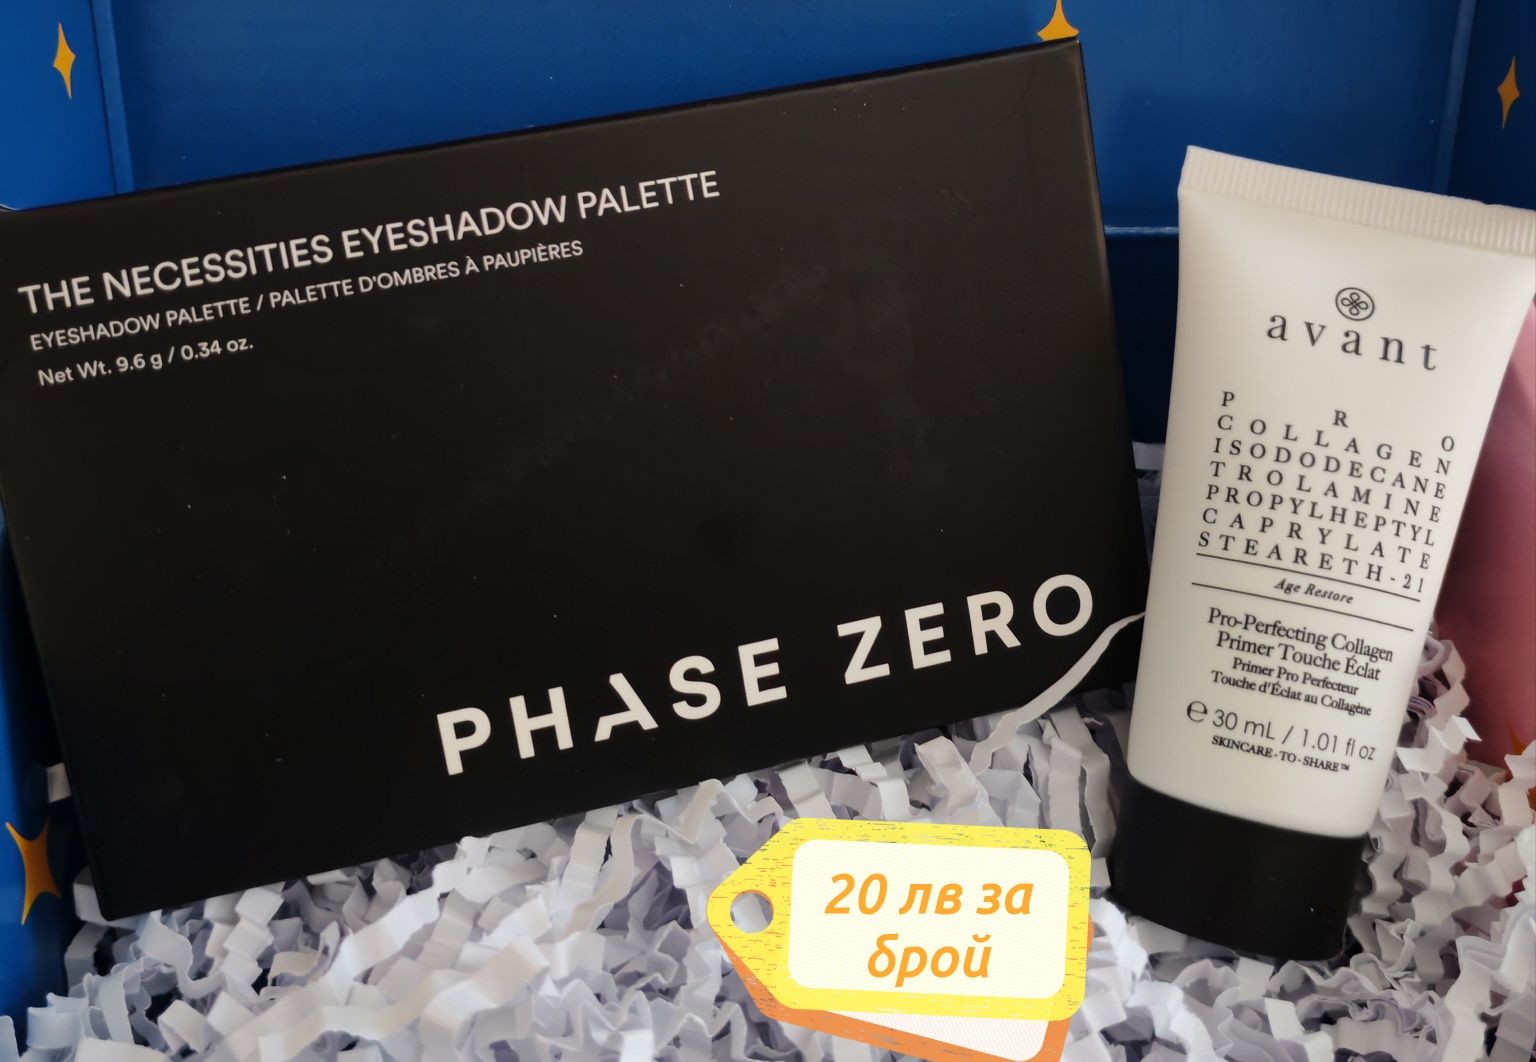 THE NECESSITIES EYESHADOW PALETTE
EYESHADOW PALETTE / PALETTE D'OMBRES À PAUPIÈRES
Net Wt. 9.6 g / 0.34 oz.
PHASE ZERO
avant
PRO
COLLAGEN
ISODODECANE
TROLAMINE
PROPYLHEPTYL
CAPRYLATE
STEARETH-21
Age Restore
Pro-Perfecting Collagen
Primer Touche Éclat
Primer Pro Perfecteur
Touche d'Éclat au Collagène
℮ 30 mL / 1.01 fl oz
SKINCARE-TO-SHARE™
20 лв за
брой